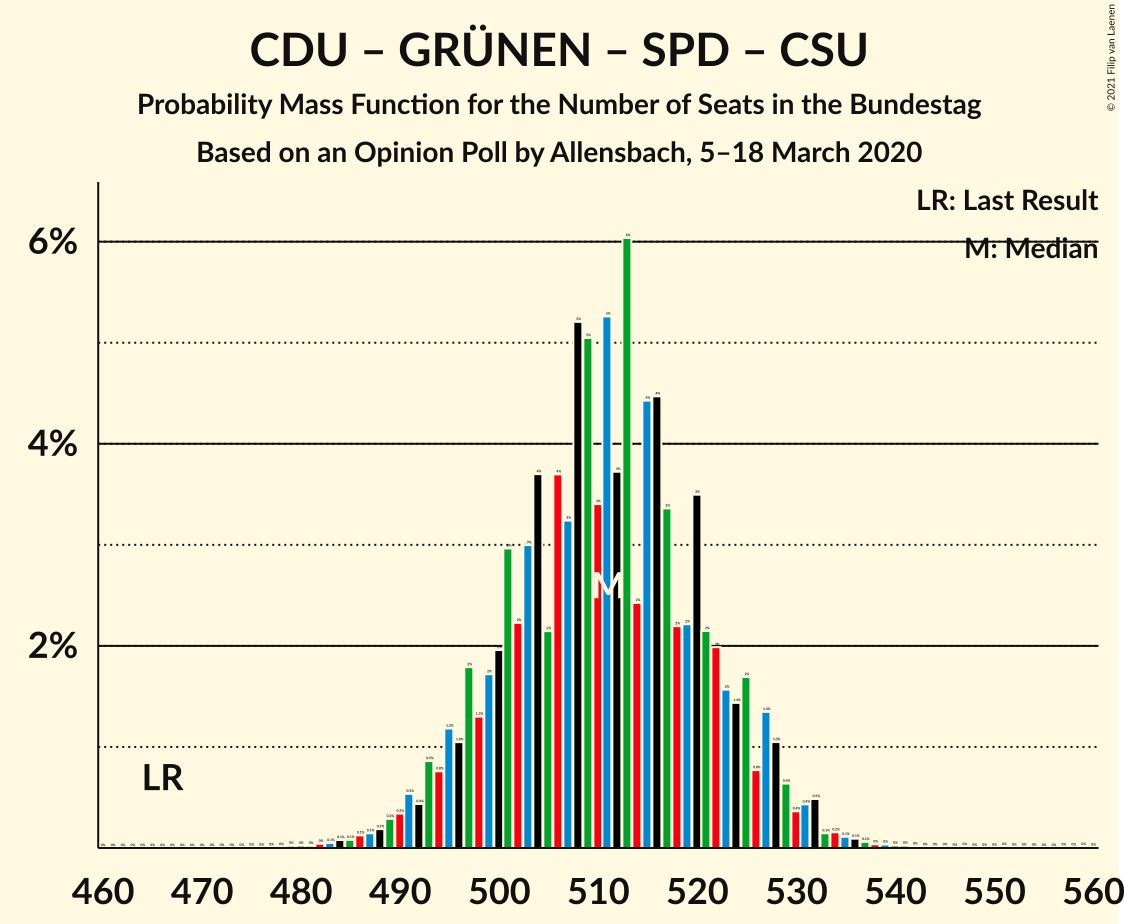 CDU – GRÜNEN – SPD – CSU
Probability Mass Function for the Number of Seats in the Bundestag
Based on an Opinion Poll by Allensbach, 5–18 March 2020
© 2021 Filip van Laenen
LR: Last Result
M: Median
6%
4%
2%
LR
M
460 470 480 490 500 510 520 530 540 550 560